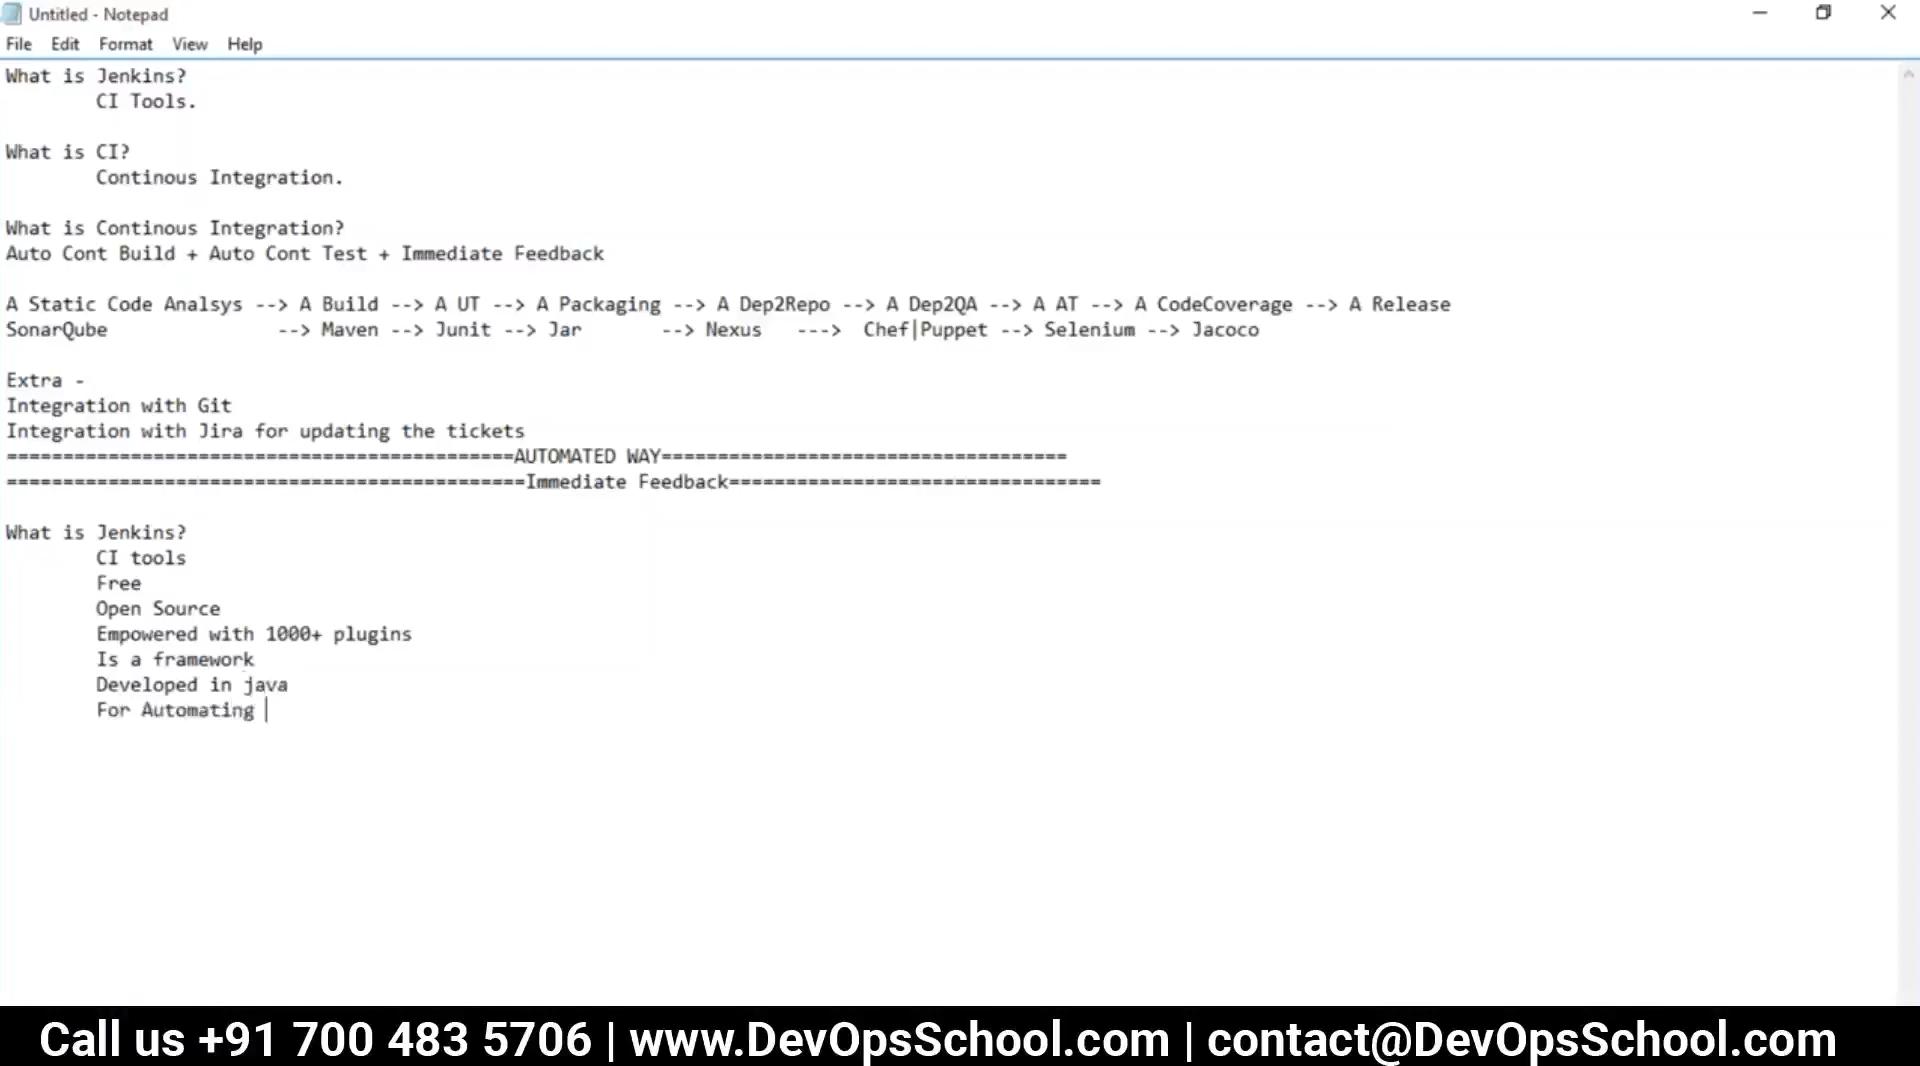 Untitled - Notepad
File Edit Format View Help
What is Jenkins?
CI Tools.
What is CI?
Continous Integration.
What is Continous Integration?
Auto Cont Build + Auto Cont Test + Immediate Feedback
A Static Code Analsys --> A Build --> A UT --> A Packaging --> A Dep2Repo --> A Dep2QA --> A AT --> A CodeCoverage --> A Release
SonarQube --> Maven --> Junit --> Jar --> Nexus ---> Chef|Puppet --> Selenium --> Jacoco
Extra -
Integration with Git
Integration with Jira for updating the tickets
=============================================AUTOMATED WAY====================================
==============================================Immediate Feedback=================================
What is Jenkins?
CI tools
Free
Open Source
Empowered with 1000+ plugins
Is a framework
Developed in java
For Automating
Call us +91 700 483 5706 | www.DevOpsSchool.com | contact@DevOpsSchool.com